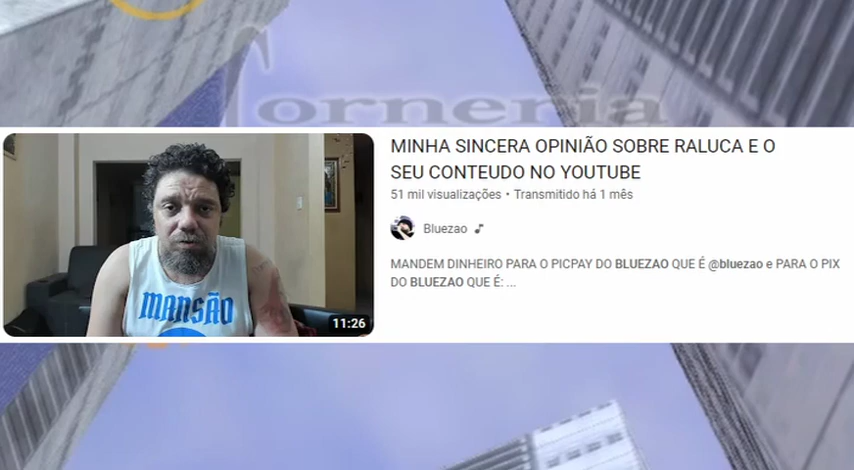 Torneria
MINHA SINCERA OPINIÃO SOBRE RALUCA E O
SEU CONTEUDO NO YOUTUBE
51 mil visualizações • Transmitido há 1 mês
Bluezao ♪
MANDEM DINHEIRO PARA O PICPAY DO BLUEZAO QUE É @bluezao e PARA O PIX
DO BLUEZAO QUE É: ...
MANSÃO
11:26